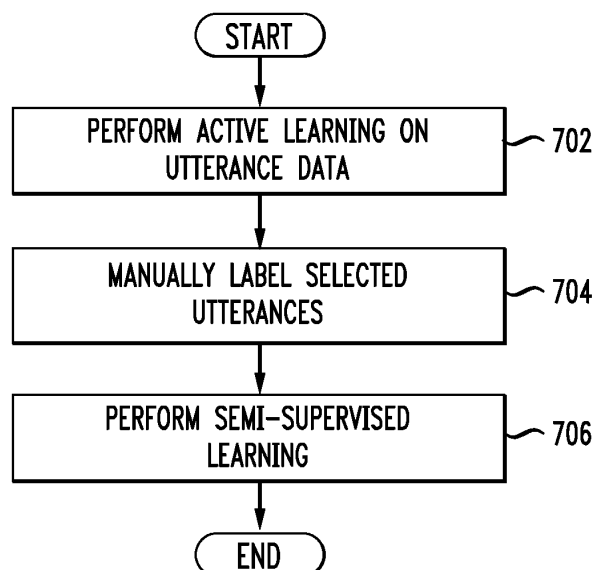 START
PERFORM ACTIVE LEARNING ON
UTTERANCE DATA
702
MANUALLY LABEL SELECTED
UTTERANCES
704
PERFORM SEMI-SUPERVISED
LEARNING
706
END